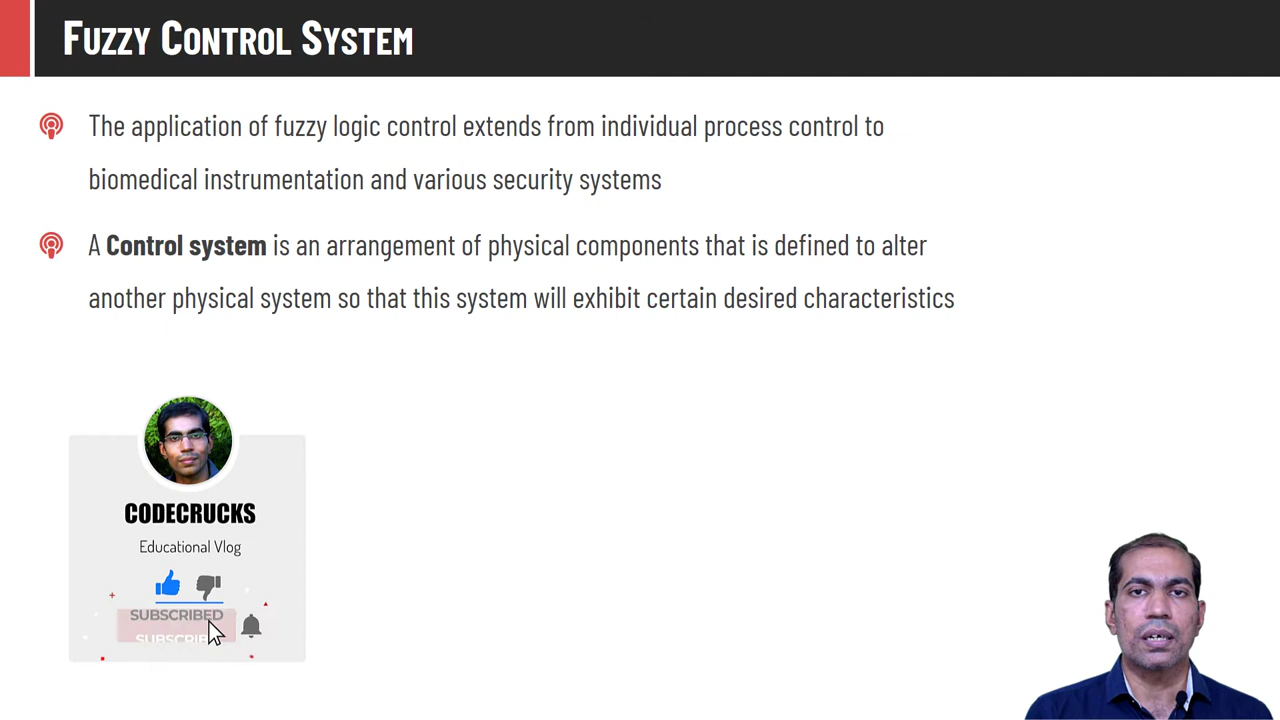 FUZZY CONTROL SYSTEM
The application of fuzzy logic control extends from individual process control to
biomedical instrumentation and various security systems
A Control system is an arrangement of physical components that is defined to alter
another physical system so that this system will exhibit certain desired characteristics
CODECRUCKS
Educational Vlog
SUBSCRIBED